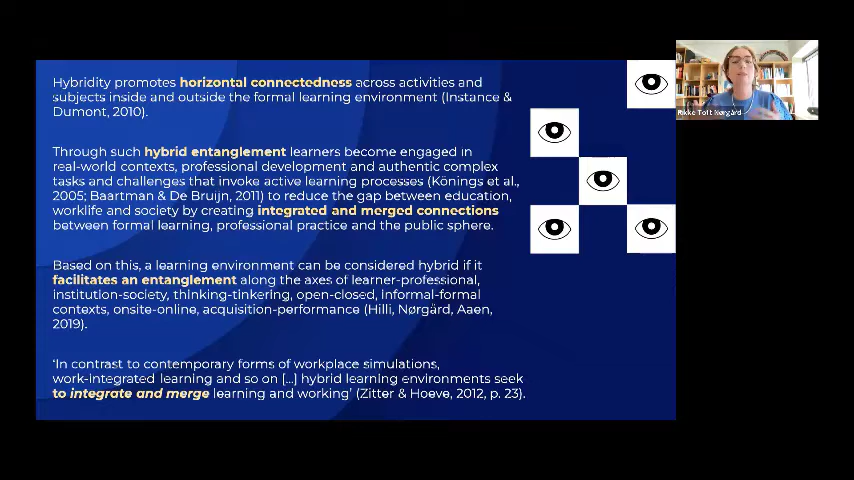 Hybridity promotes horizontal connectedness across activities and
subjects inside and outside the formal learning environment (Instance &
Dumont, 2010).
Through such hybrid entanglement learners become engaged in
real-world contexts, professional development and authentic complex
tasks and challenges that invoke active learning processes (Könings et al.,
2005; Baartman & De Bruijn, 2011) to reduce the gap between education,
worklife and society by creating integrated and merged connections
between formal learning, professional practice and the public sphere.
Based on this, a learning environment can be considered hybrid if it
facilitates an entanglement along the axes of learner-professional,
institution-society, thinking-tinkering, open-closed, informal-formal
contexts, onsite-online, acquisition-performance (Hilli, Nørgård, Aaen,
2019).
'In contrast to contemporary forms of workplace simulations,
work-integrated learning and so on [...] hybrid learning environments seek
to integrate and merge learning and working' (Zitter & Hoeve, 2012, p. 23).
Rikke Toft Nørgård